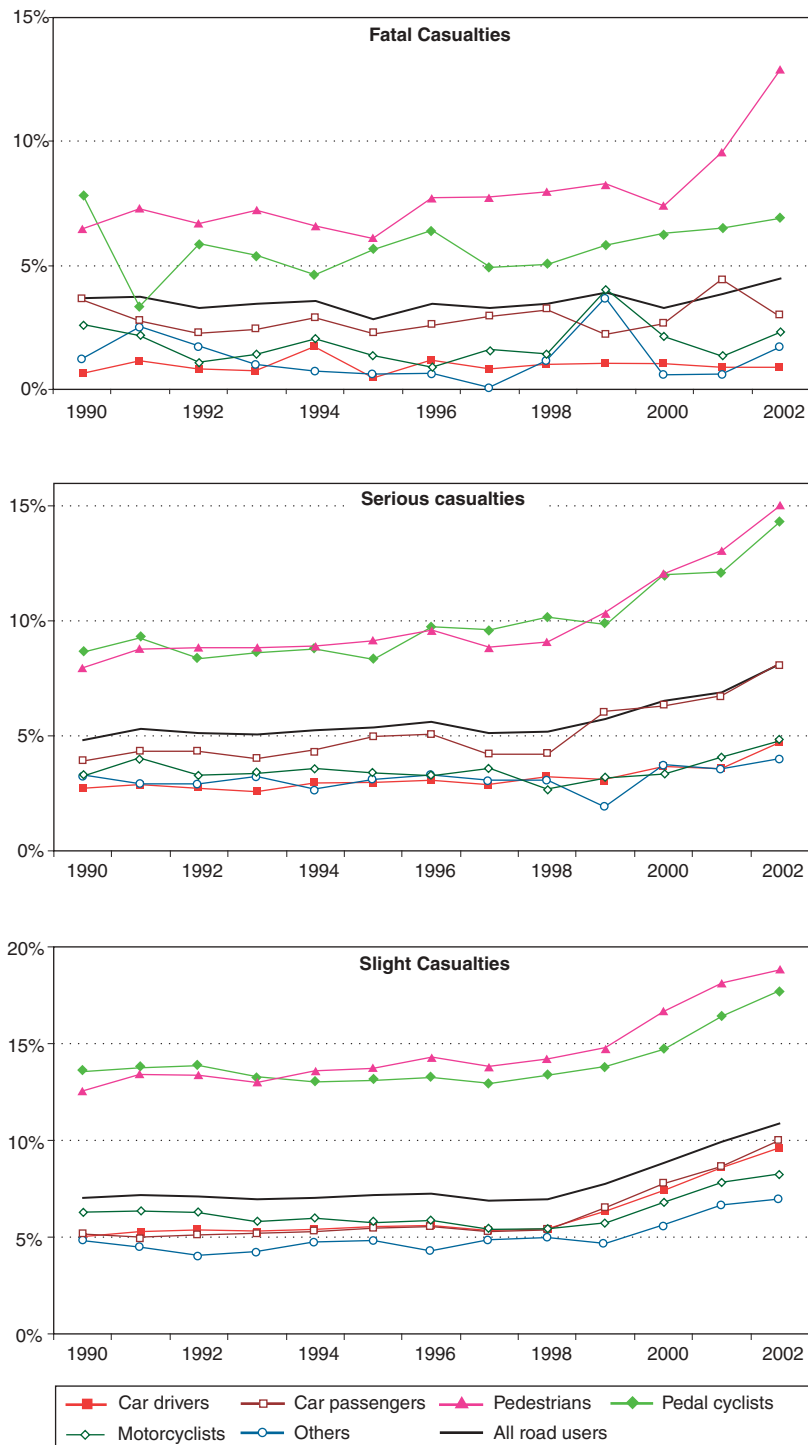 15%
Fatal Casualties
10%
5%
0%
1990 1992 1994 1996 1998 2000 2002
Serious casualties
15%
10%
5%
0%
1990 1992 1994 1996 1998 2000 2002
20%
Slight Casualties
15%
10%
5%
0%
1990 1992 1994 1996 1998 2000 2002
Car drivers Car passengers Pedestrians Pedal cyclists
Motorcyclists Others All road users